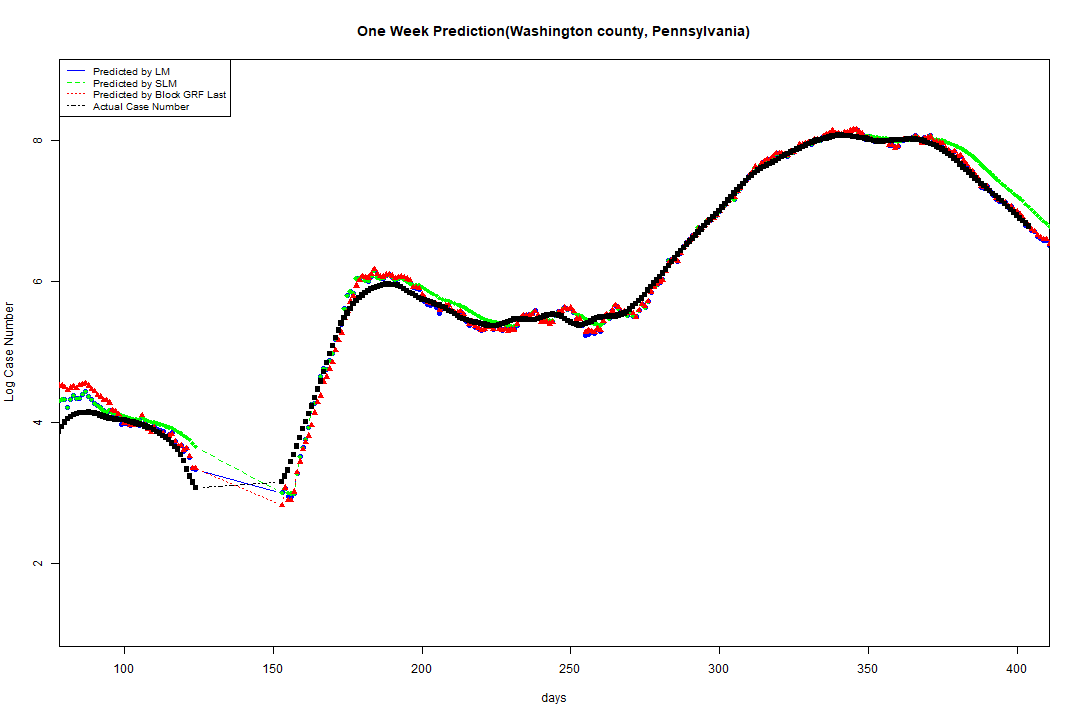 One Week Prediction(Washington county, Pennsylvania)
Predicted by LM
Predicted by SLM
Predicted by Block GRF Last
Actual Case Number
8
6
4
2
Log Case Number
100 150 200 250 300 350 400
days